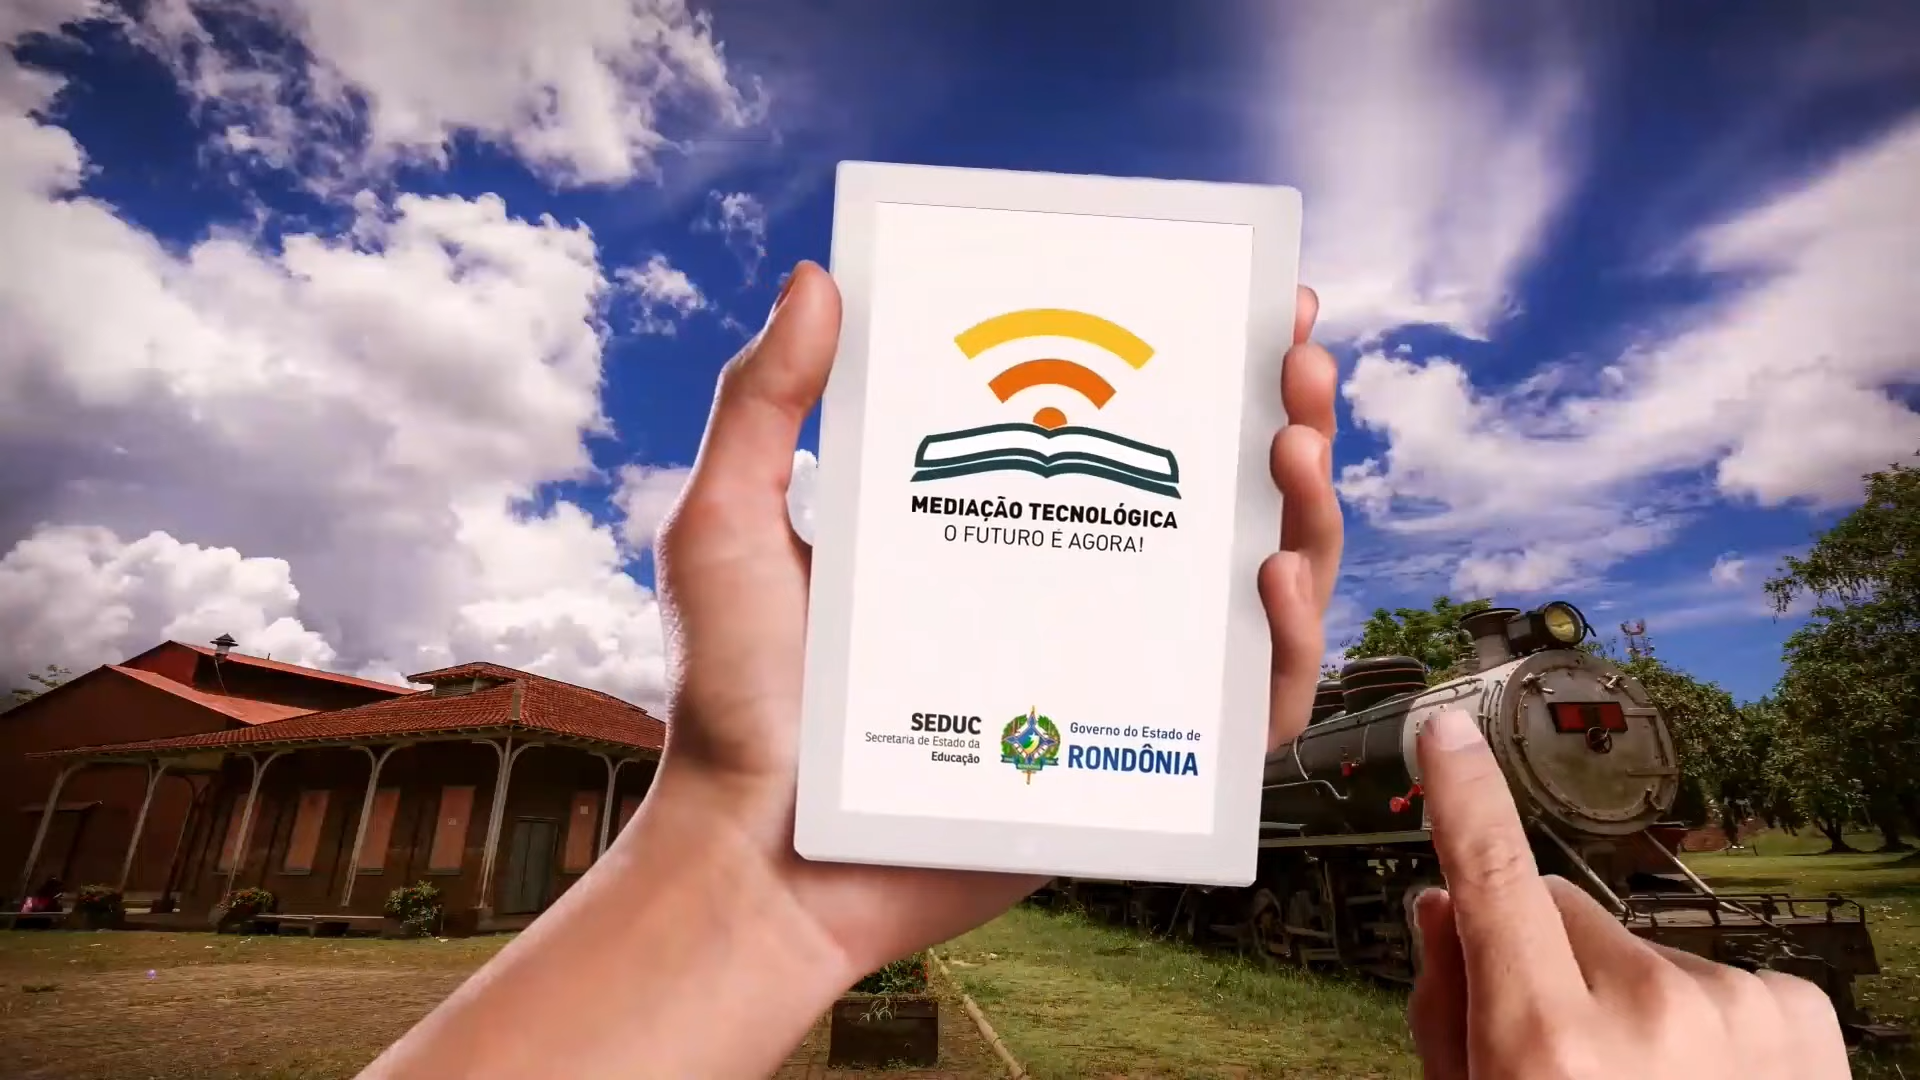 MEDIAÇÃO TECNOLÓGICA
O FUTURO É AGORA!
SEDUC
Secretaria de Estado da
Educação
Governo do Estado de
RONDÔNIA